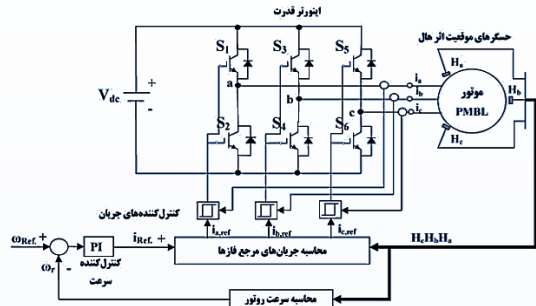 اینورتر قدرت
حسگرهای موقعیت اثر هال
S1
S3
S5
Vdc
+
-
a
b
c
ia
ib
ic
Ha
Hb
Hc
موتور
PMBL
S2
S4
S6
کنترل‌کننده‌های جریان
ia,ref
ib,ref
ic,ref
ωRef. +
PI
iRef. +
ωr -
کنترل‌کننده
سرعت
محاسبه جریان‌های مرجع فازها
HcHbHa
محاسبه سرعت روتور